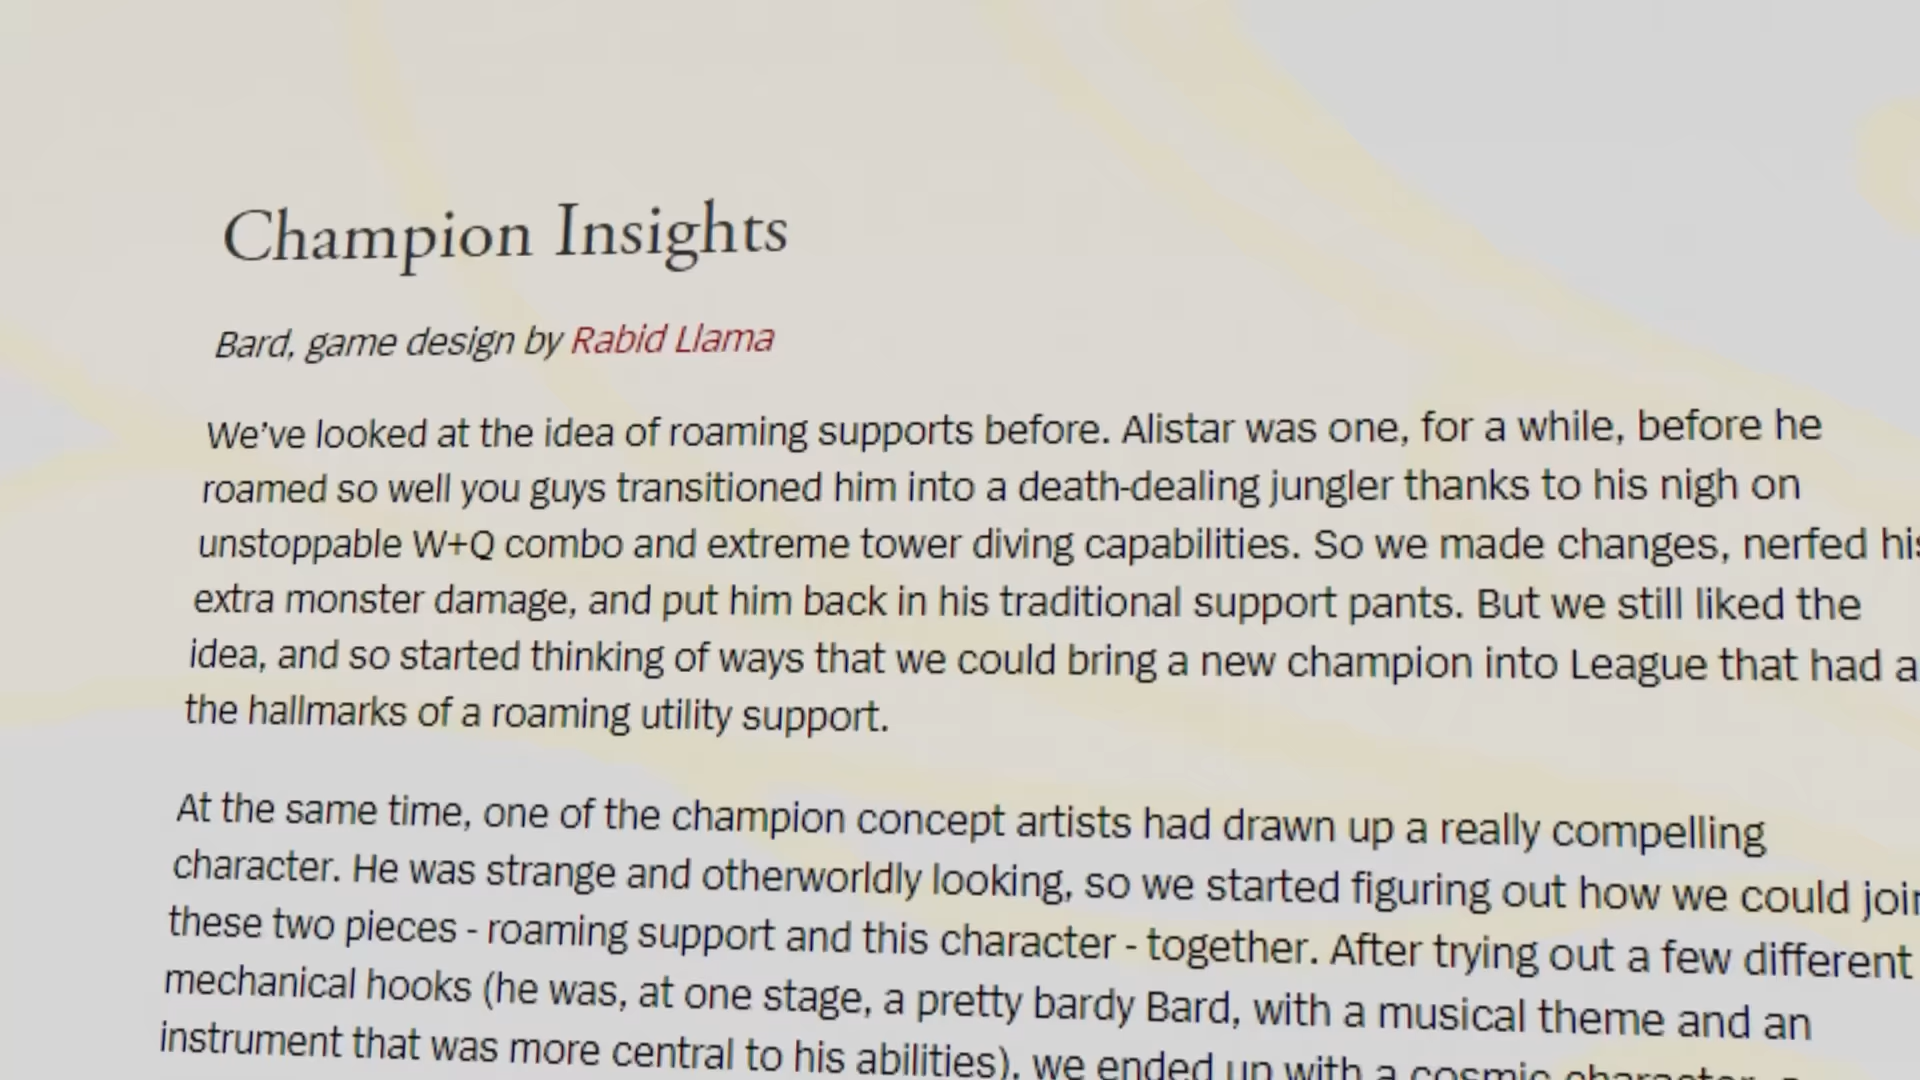 Champion Insights
Bard, game design by Rabid Llama
We've looked at the idea of roaming supports before. Alistar was one, for a while, before he
roamed so well you guys transitioned him into a death-dealing jungler thanks to his nigh on
unstoppable W+Q combo and extreme tower diving capabilities. So we made changes, nerfed his
extra monster damage, and put him back in his traditional support pants. But we still liked the
idea, and so started thinking of ways that we could bring a new champion into League that had
the hallmarks of a roaming utility support.
At the same time, one of the champion concept artists had drawn up a really compelling
character. He was strange and otherworldly looking, so we started figuring out how we could join
these two pieces - roaming support and this character - together. After trying out a few different
mechanical hooks (he was, at one stage, a pretty bardy Bard, with a musical theme and an
instrument that was more central to his abilities), we ended up with a cosmic character